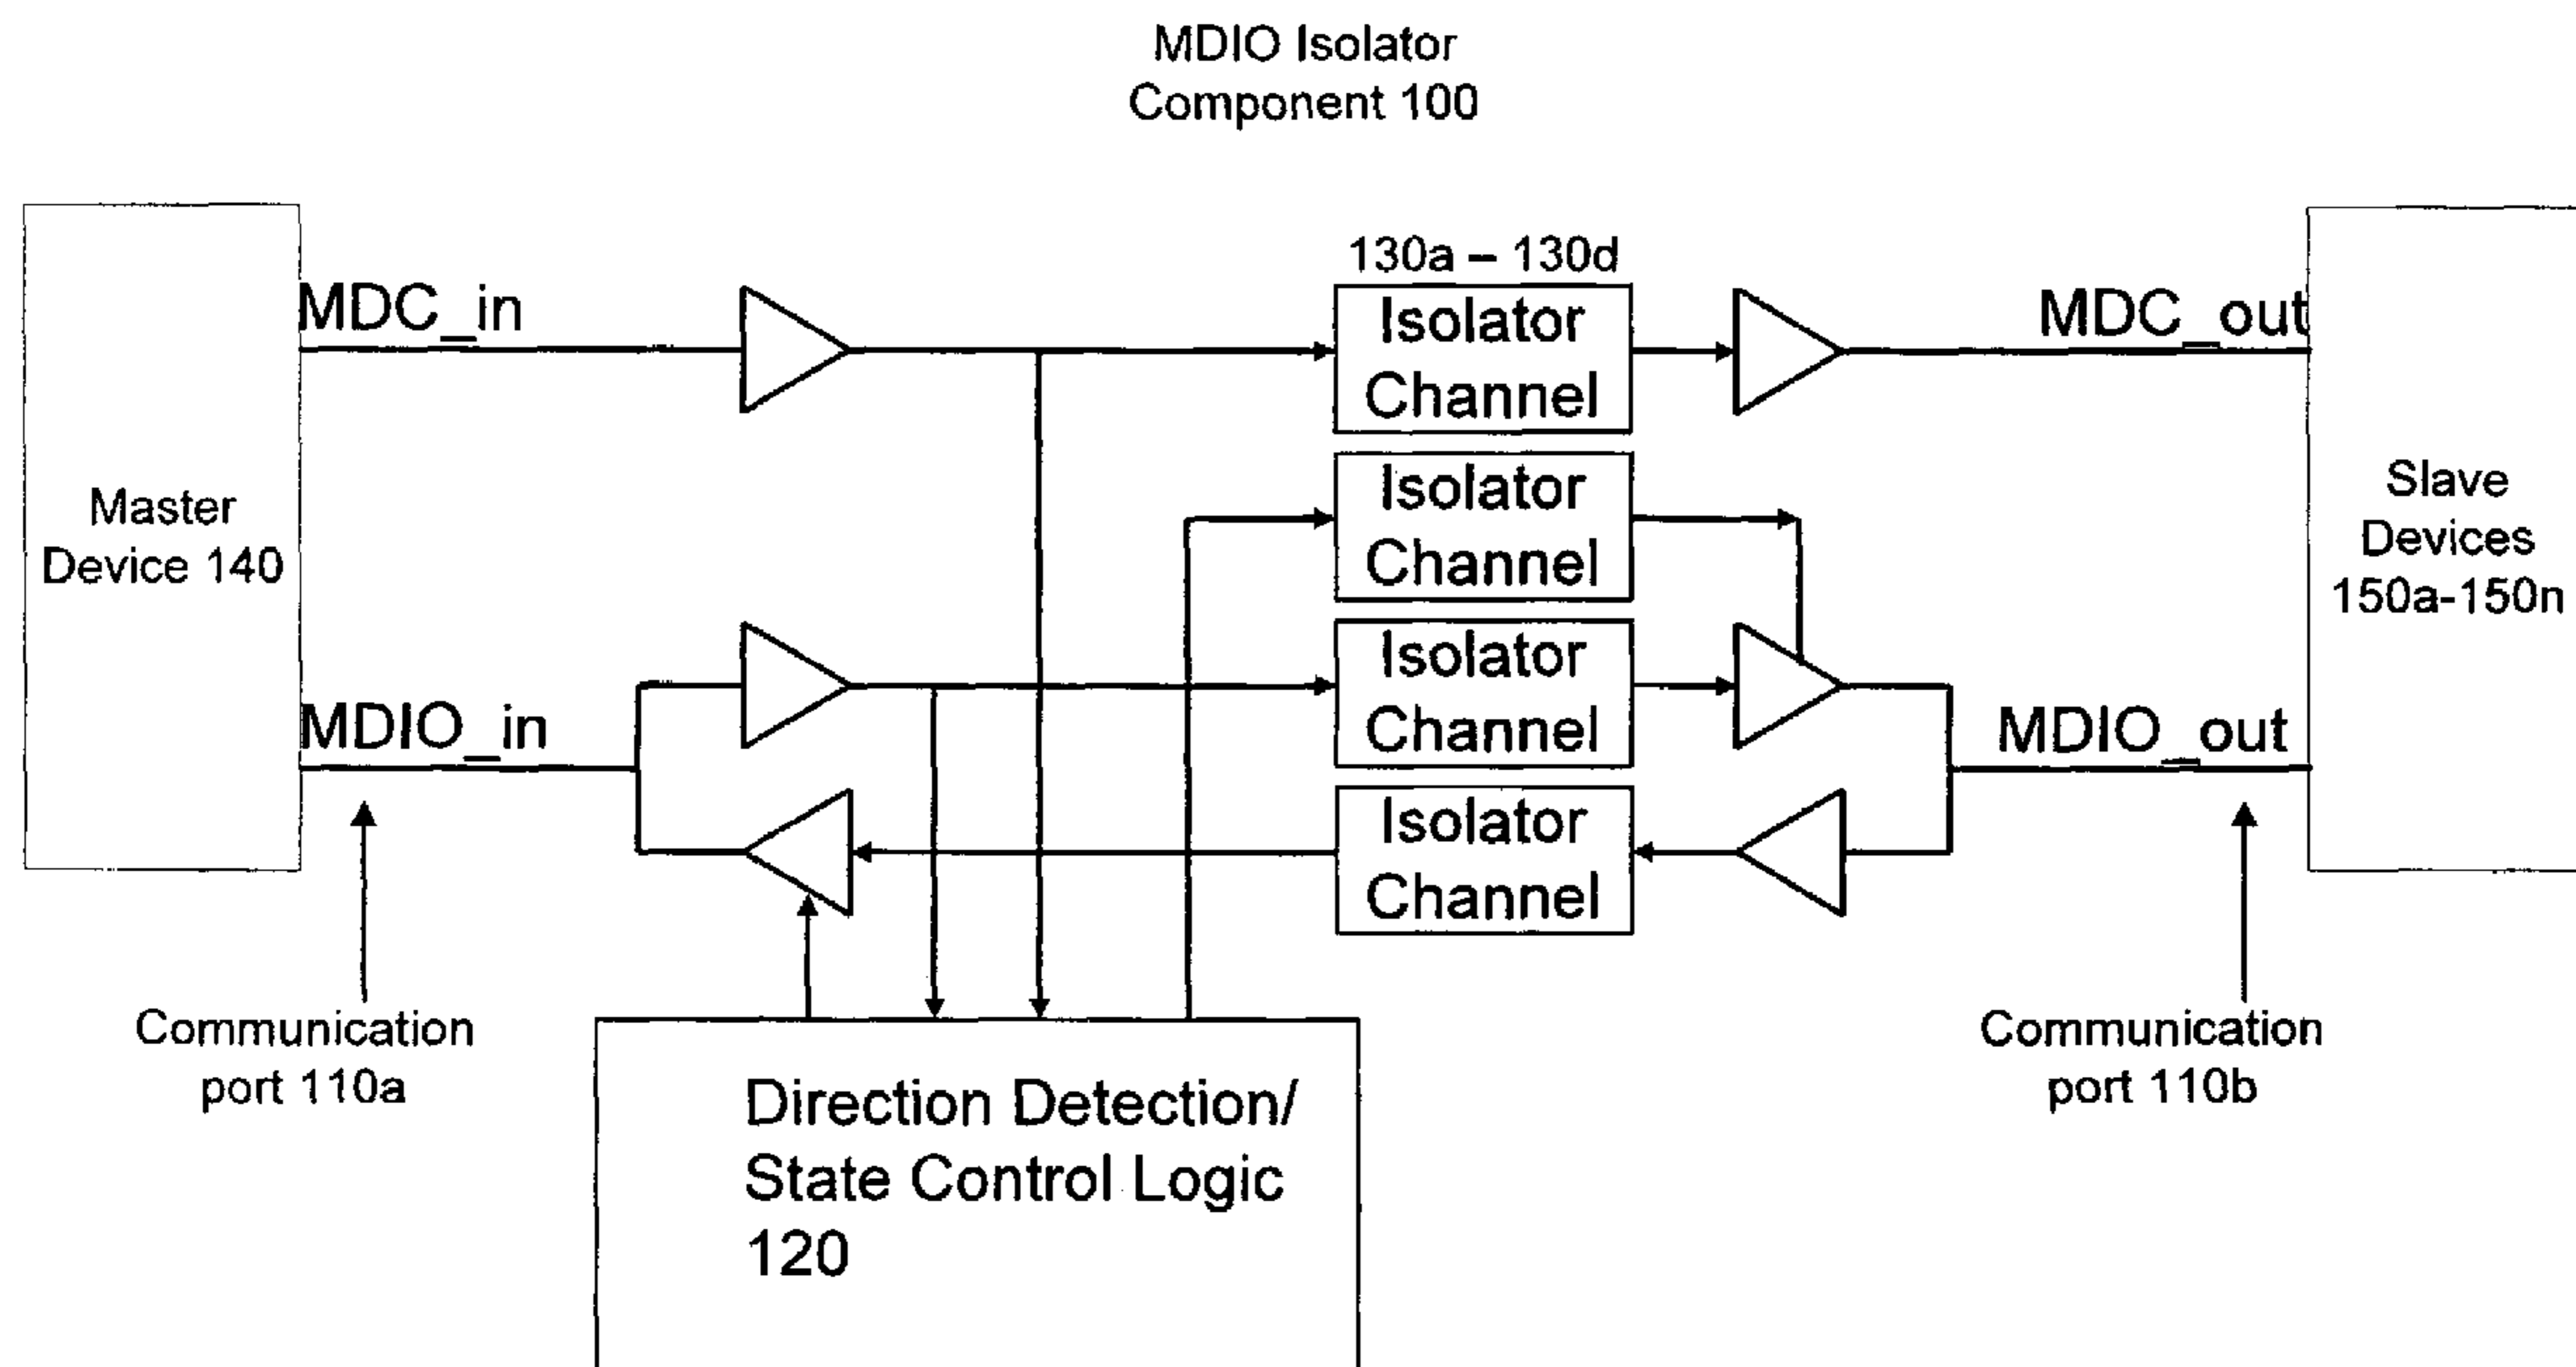 MDIO Isolator
Component 100
130a – 130d
MDC_in
Isolator
Channel
MDC_out
Master
Device 140
Isolator
Channel
Slave
Devices
150a-150n
MDIO_in
Isolator
Channel
MDIO_out
Isolator
Channel
Communication
port 110a
Communication
port 110b
Direction Detection/
State Control Logic
120